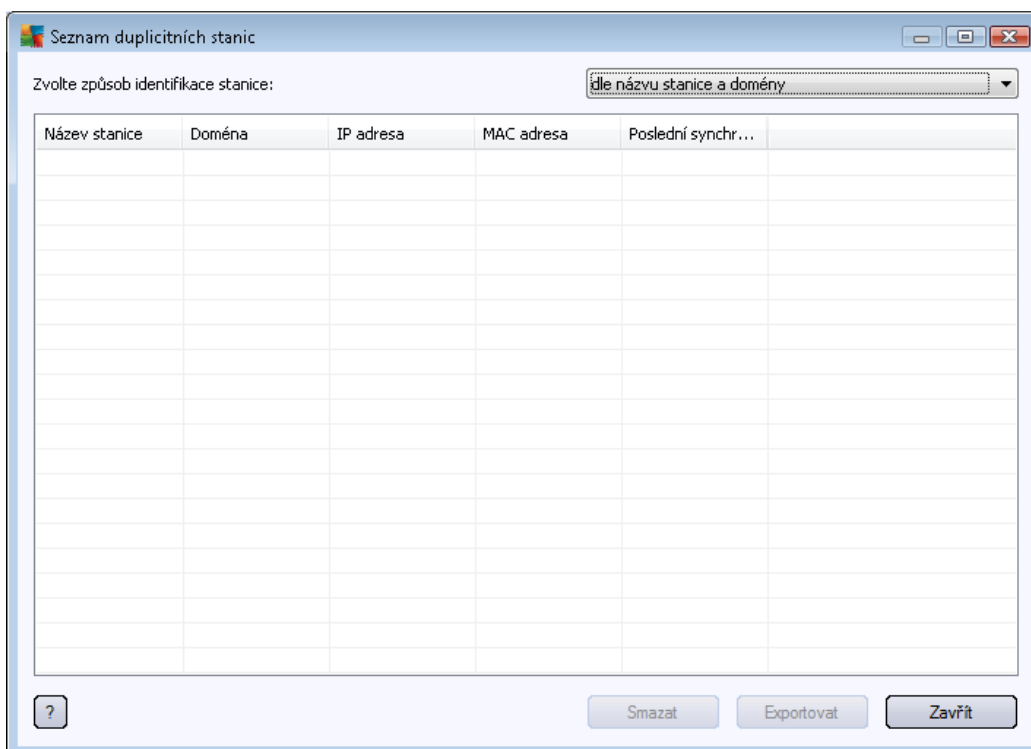 Seznam duplicitních stanic
Zvolte způsob identifikace stanice: dle názvu stanice a domény
Název stanice Doména IP adresa MAC adresa Poslední synchr...
? Smazat Exportovat Zavřít